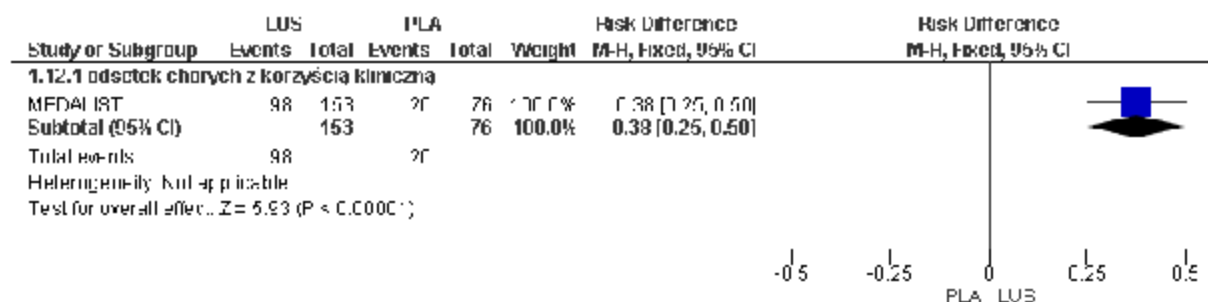 LUS PLA Risk Difference Risk Difference
Study or Subgroup Events Total Events Total Weight M-H, Fixed, 95% CI M-H, Fixed, 95% CI
1.12.1 odsetek chorych z korzyścią kliniczną
MEDALIST 98 153 20 76 100.0% 0.38 [0.25, 0.50]
Subtotal (95% CI) 153 76 100.0% 0.38 [0.25, 0.50]
Total events 98 20
Heterogeneity: Not applicable
Test for overall effect: Z = 5.93 (P < 0.00001)
-0.5 -0.25 0 0.25 0.5
PLA LUS